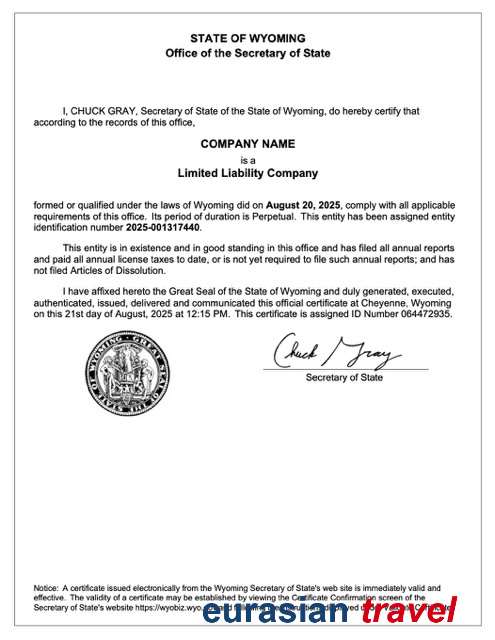 STATE OF WYOMING
Office of the Secretary of State
I, CHUCK GRAY, Secretary of State of the State of Wyoming, do hereby certify that
according to the records of this office,
COMPANY NAME
is a
Limited Liability Company
formed or qualified under the laws of Wyoming did on August 20, 2025, comply with all applicable
requirements of this office. Its period of duration is Perpetual. This entity has been assigned entity
identification number 2025-001317440.
This entity is in existence and in good standing in this office and has filed all annual reports
and paid all annual license taxes to date, or is not yet required to file such annual reports; and has
not filed Articles of Dissolution.
I have affixed hereto the Great Seal of the State of Wyoming and duly generated, executed,
authenticated, issued, delivered and communicated this official certificate at Cheyenne, Wyoming
on this 21st day of August, 2025 at 12:15 PM. This certificate is assigned ID Number 064472935.
GREAT SEAL OF THE STATE OF WYOMING
Chuck Gray
Secretary of State
Notice: A certificate issued electronically from the Wyoming Secretary of State's web site is immediately valid and
effective. The validity of a certificate may be established by viewing the Certificate Confirmation screen of the
Secretary of State's website https://wyobiz.wyo.
eurasian travel